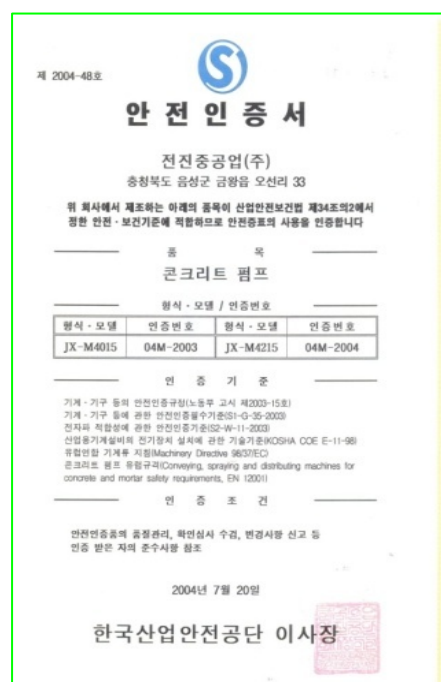 제 2004-48호
안전인증서
전진중공업(주)
충청북도 음성군 금왕읍 오선리 33
위 회사에서 제조하는 아래의 품목이 산업안전보건법 제34조의2에서
정한 안전·보건기준에 적합하므로 안전증표의 사용을 인증합니다
품 목
콘크리트 펌프
형식·모델 / 인증번호
형식·모델 인증번호 형식·모델 인증번호
JX-M4015 04M-2003 JX-M4215 04M-2004
인 증 기 준
기계·기구 등의 안전인증규정(노동부 고시 제2003-15호)
기계·기구 등에 관한 안전인증필수기준(S1-G-35-2003)
전자파 적합성에 관한 안전인증기준(S2-W-11-2003)
산업용기계설비의 전기장치 설치에 관한 기술기준(KOSHA COE E-11-98)
유럽연합 기계류 지침(Machinery Directive 98/37/EC)
콘크리트 펌프 유럽규격(Conveying, spraying and distributing machines for
concrete and mortar safety requirements, EN 12001)
인 증 조 건
안전인증품의 품질관리, 확인심사 수검, 변경사항 신고 등
인증 받은 자의 준수사항 참조
2004년 7월 20일
한국산업안전공단 이사장